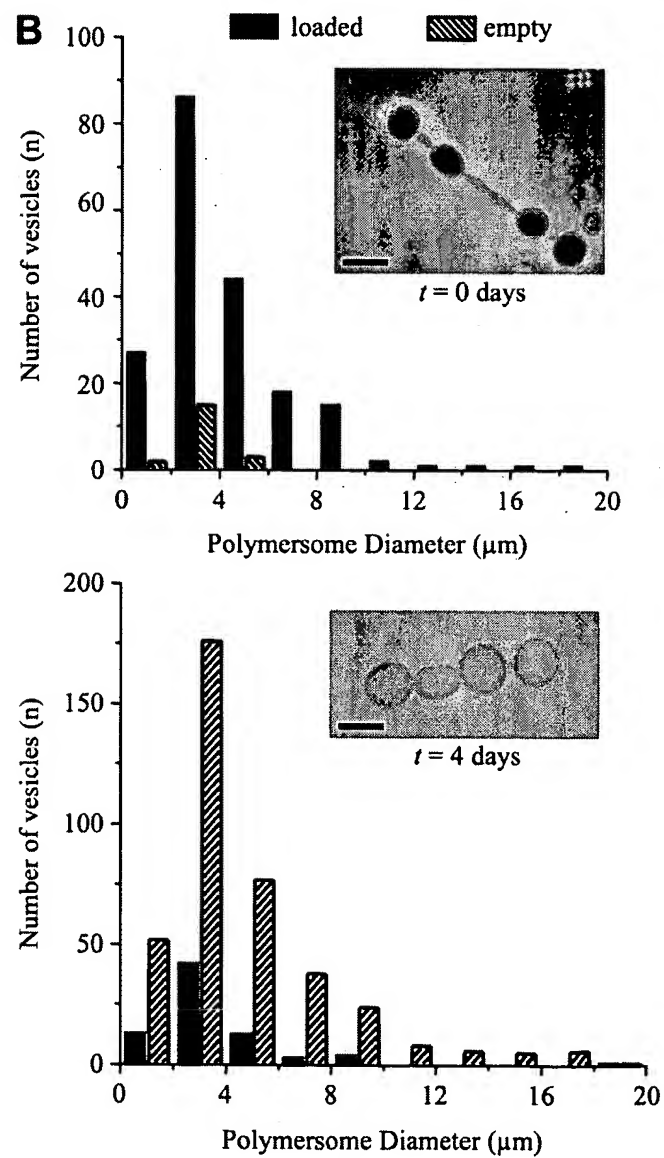 B
loaded empty
100
80
60
40
20
0
Number of vesicles (n)
t = 0 days
0 4 8 12 16 20
Polymersome Diameter (μm)
200
150
100
50
0
Number of vesicles (n)
t = 4 days
0 4 8 12 16 20
Polymersome Diameter (μm)